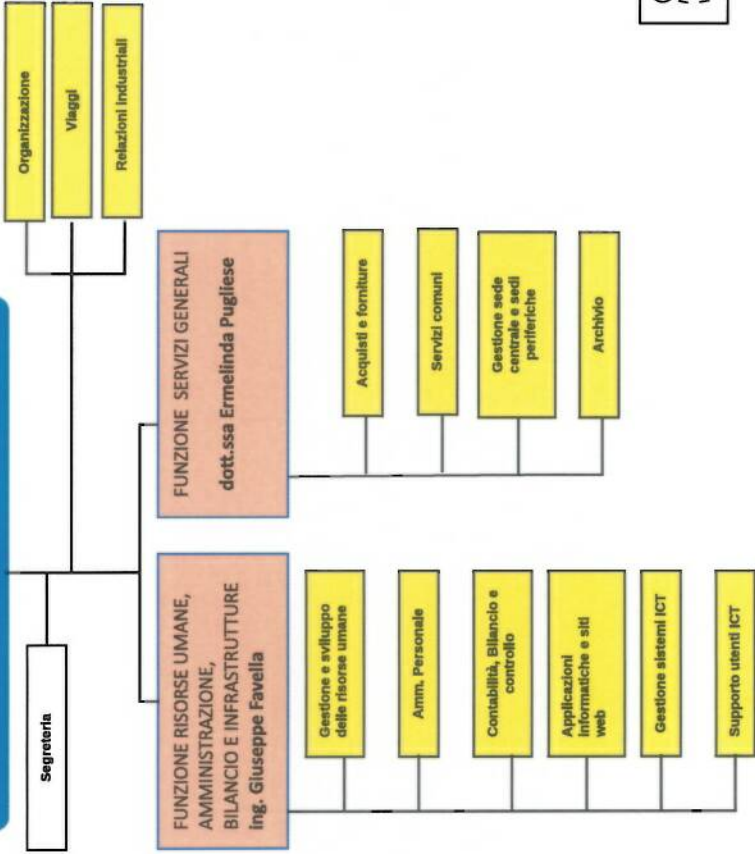 Segreteria
Organizzazione
Viaggi
Relazioni industriali
FUNZIONE RISORSE UMANE,
AMMINISTRAZIONE,
BILANCIO E INFRASTRUTTURE
ing. Giuseppe Favella
Gestione e sviluppo
delle risorse umane
Amm. Personale
Contabilità, Bilancio e
controllo
Applicazioni
informatiche e siti
web
Gestione sistemi ICT
Supporto utenti ICT
FUNZIONE SERVIZI GENERALI
dott.ssa Ermelinda Pugliese
Acquisti e forniture
Servizi comuni
Gestione sede
centrale e sedi
periferiche
Archivio